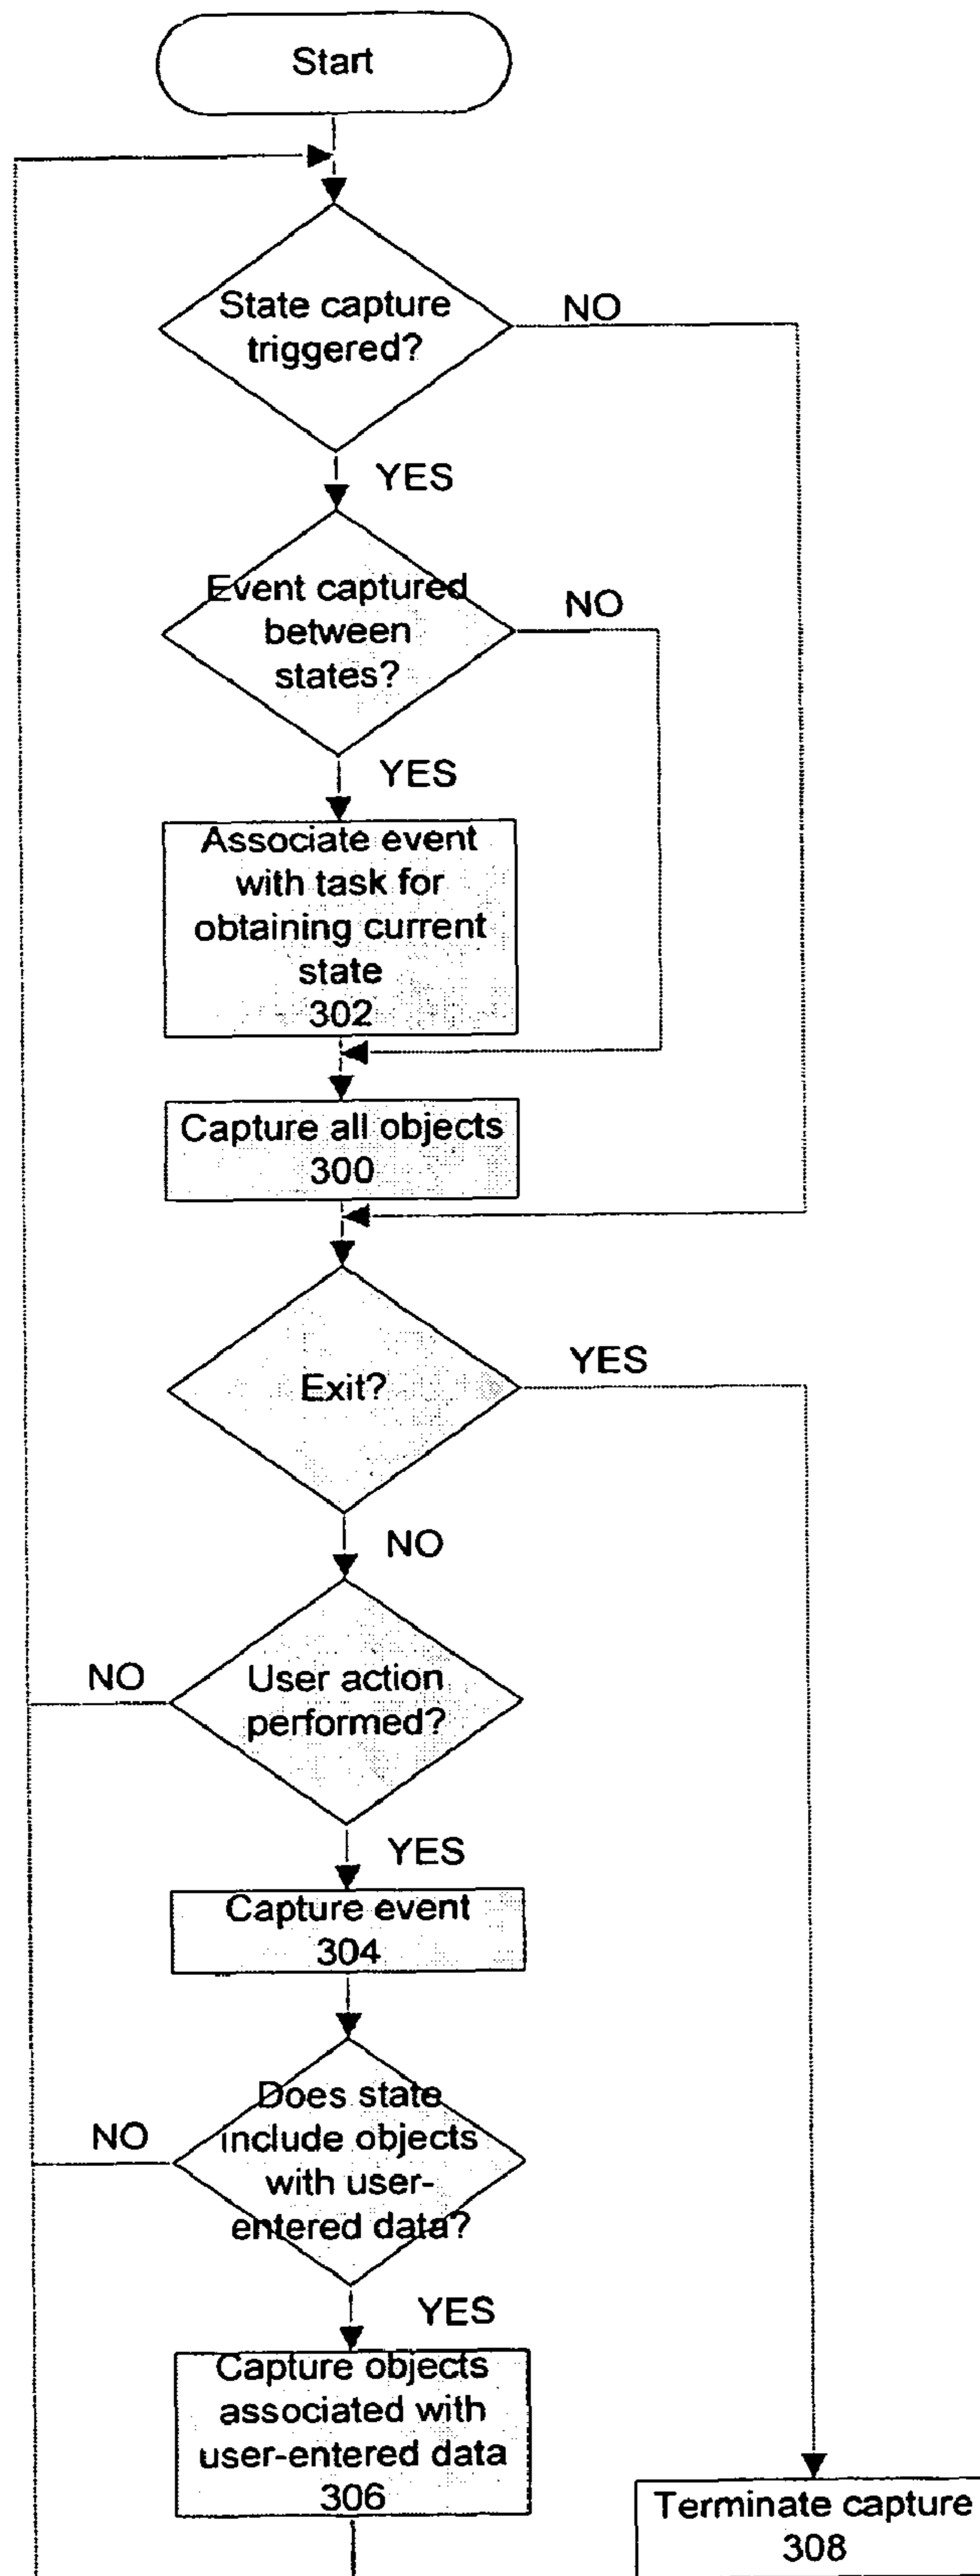 Start
State capture
triggered?
NO
YES
Event captured
between
states?
NO
YES
Associate event
with task for
obtaining current
state
302
Capture all objects
300
Exit?
YES
NO
User action
performed?
NO
YES
Capture event
304
Does state
include objects
with user-
entered data?
NO
YES
Capture objects
associated with
user-entered data
306
Terminate capture
308